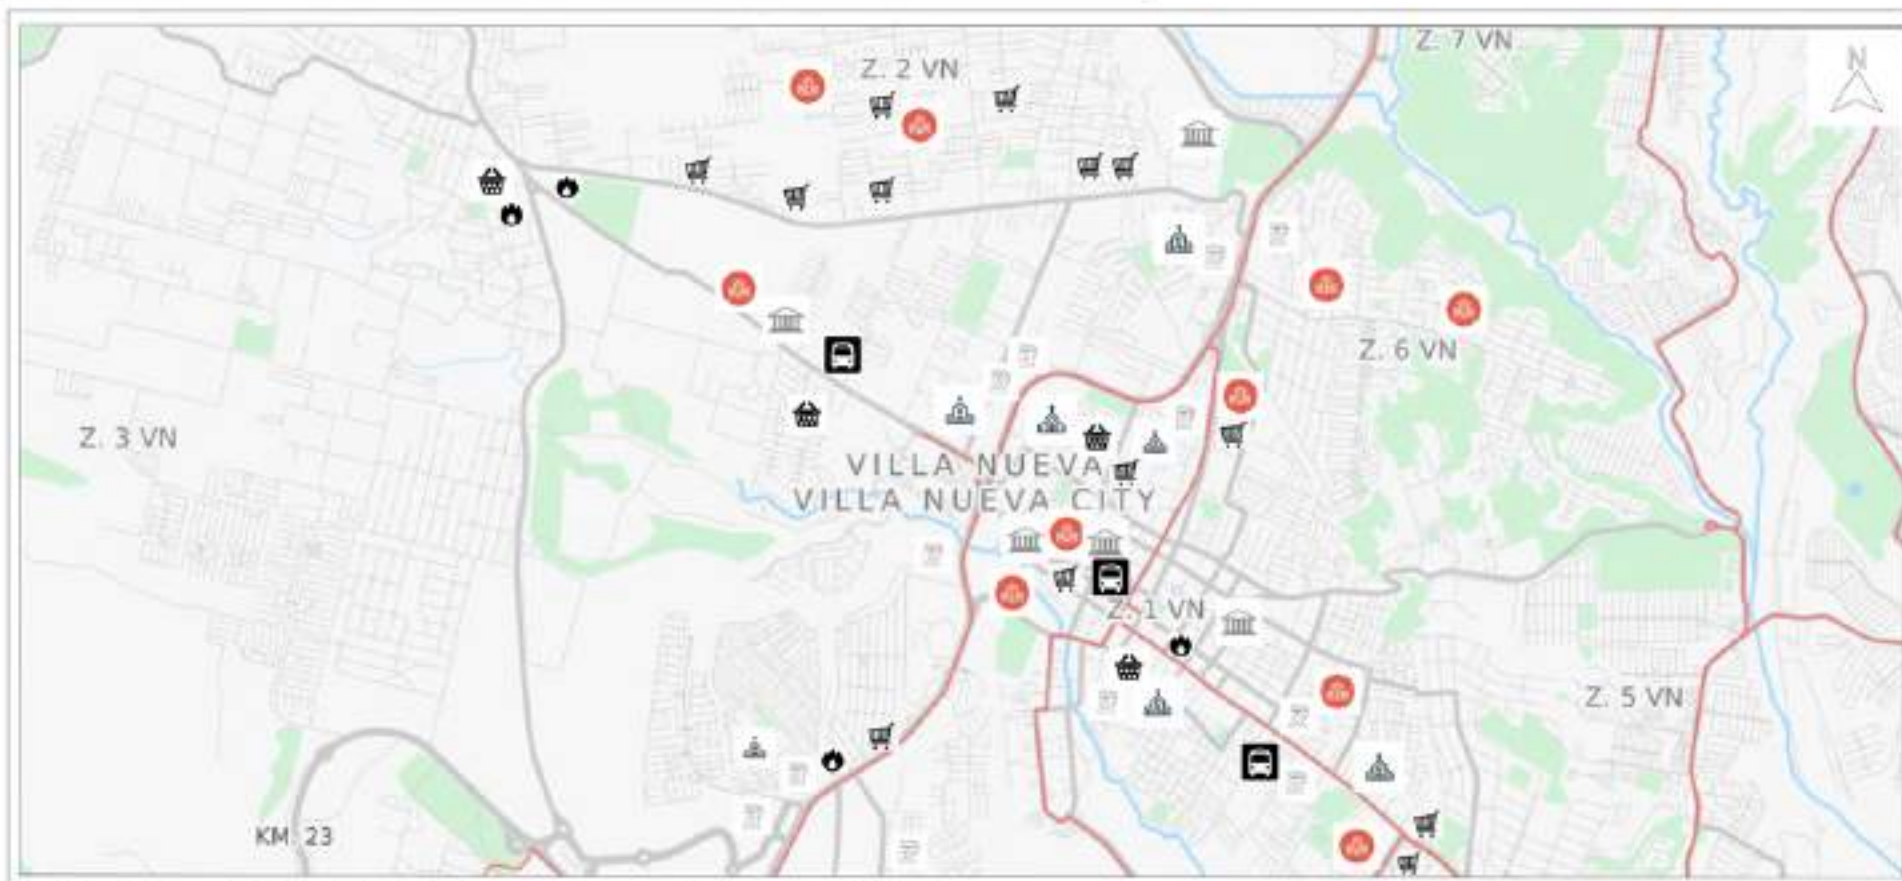 Z. 7 VN
Z. 2 VN
N
Z. 6 VN
Z. 3 VN
VILLA NUEVA
VILLA NUEVA CITY
Z. 1 VN
Z. 5 VN
KM. 23